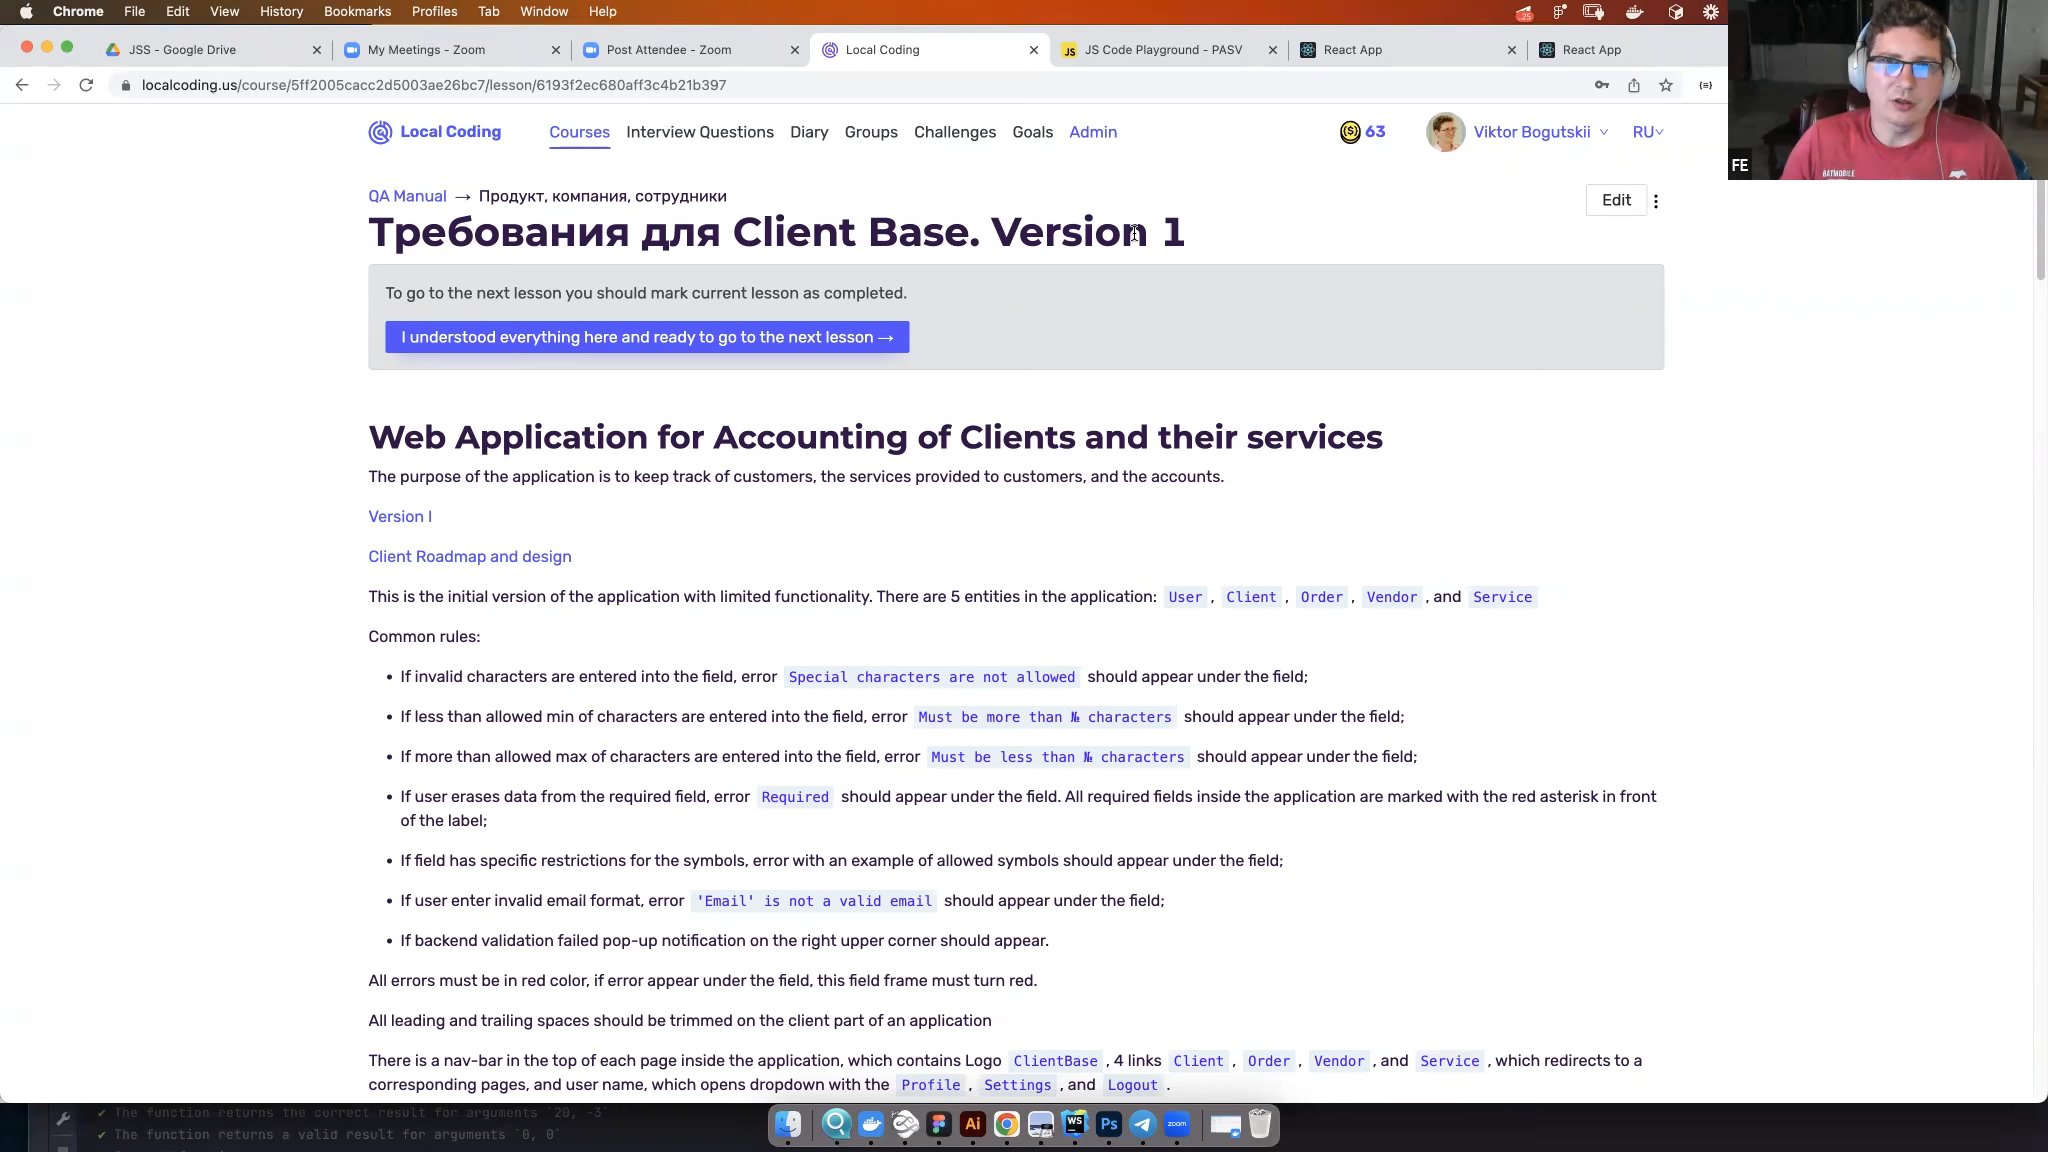 Chrome File Edit View History Bookmarks Profiles Tab Window Help
JSS - Google Drive
My Meetings - Zoom
Post Attendee - Zoom
Local Coding
JS Code Playground - PASV
React App
React App
localcoding.us/course/5ff2005cacc2d5003ae26bc7/lesson/6193f2ec680aff3c4b21b397
BATMOBILE
FE
Local Coding Courses Interview Questions Diary Groups Challenges Goals Admin 63 Viktor Bogutskii RU
QA Manual → Продукт, компания, сотрудники
Edit
Требования для Client Base. Version 1
To go to the next lesson you should mark current lesson as completed.
I understood everything here and ready to go to the next lesson →
Web Application for Accounting of Clients and their services
The purpose of the application is to keep track of customers, the services provided to customers, and the accounts.
Version I
Client Roadmap and design
This is the initial version of the application with limited functionality. There are 5 entities in the application: User , Client , Order , Vendor , and Service
Common rules:
• If invalid characters are entered into the field, error Special characters are not allowed should appear under the field;
• If less than allowed min of characters are entered into the field, error Must be more than № characters should appear under the field;
• If more than allowed max of characters are entered into the field, error Must be less than № characters should appear under the field;
• If user erases data from the required field, error Required should appear under the field. All required fields inside the application are marked with the red asterisk in front
of the label;
• If field has specific restrictions for the symbols, error with an example of allowed symbols should appear under the field;
• If user enter invalid email format, error 'Email' is not a valid email should appear under the field;
• If backend validation failed pop-up notification on the right upper corner should appear.
All errors must be in red color, if error appear under the field, this field frame must turn red.
All leading and trailing spaces should be trimmed on the client part of an application
There is a nav-bar in the top of each page inside the application, which contains Logo ClientBase , 4 links Client , Order , Vendor , and Service , which redirects to a
corresponding pages, and user name, which opens dropdown with the Profile , Settings , and Logout .
✔ The function returns the correct result for arguments `20, -3`
✔ The function returns a valid result for arguments `0, 0`
Ai
WS
Ps
zoom